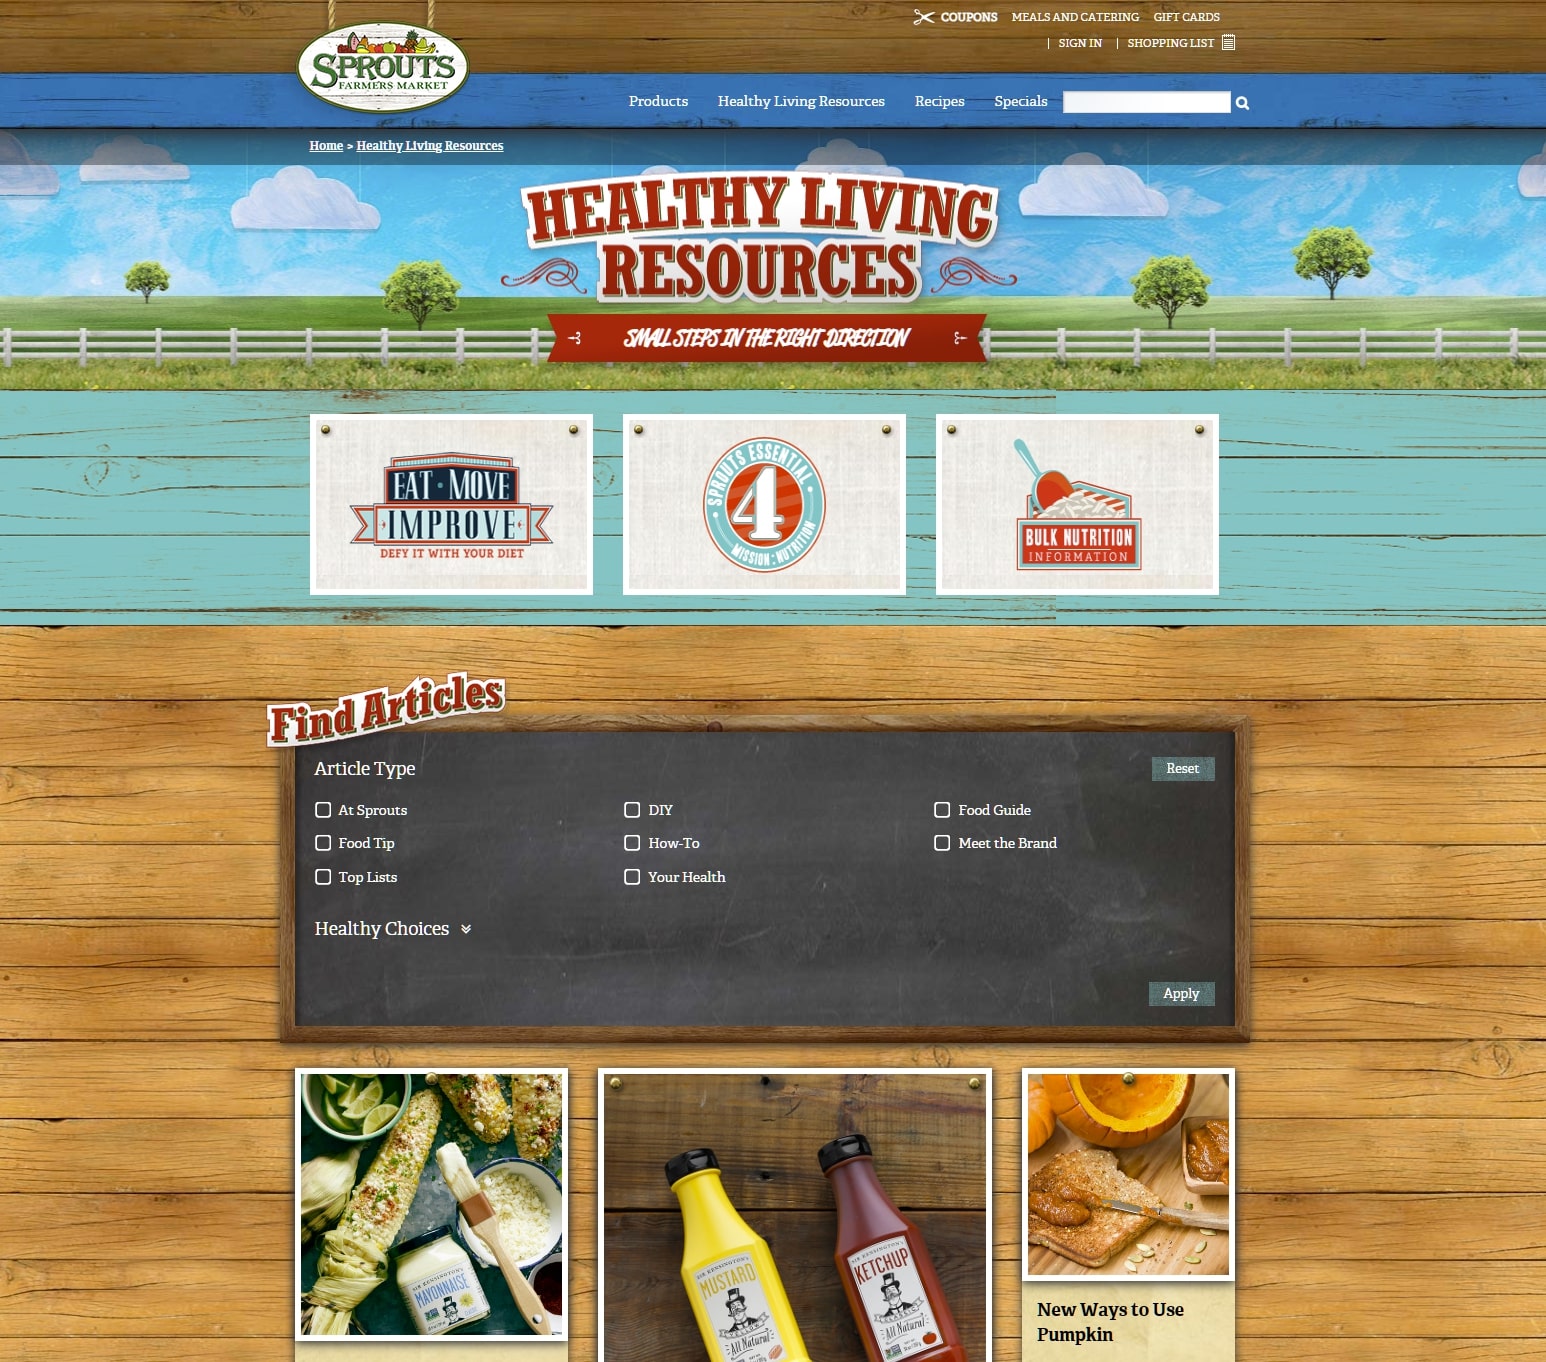 COUPONS MEALS AND CATERING GIFT CARDS
| SIGN IN | SHOPPING LIST
SPROUTS
FARMERS MARKET
Products Healthy Living Resources Recipes Specials
Home > Healthy Living Resources
HEALTHY LIVING
RESOURCES
SMALL STEPS IN THE RIGHT DIRECTION
EAT · MOVE
IMPROVE
DEFY IT WITH YOUR DIET
SPROUTS ESSENTIAL
4
MISSION: NUTRITION
BULK NUTRITION
INFORMATION
Find Articles
Article Type
Reset
At Sprouts DIY Food Guide
Food Tip How-To Meet the Brand
Top Lists Your Health
Healthy Choices
Apply
SIR KENSINGTON'S
MAYONNAISE
SIR KENSINGTON'S
MUSTARD
YELLOW
All Natural
SIR KENSINGTON'S
KETCHUP
CLASSIC
All Natural
New Ways to Use
Pumpkin